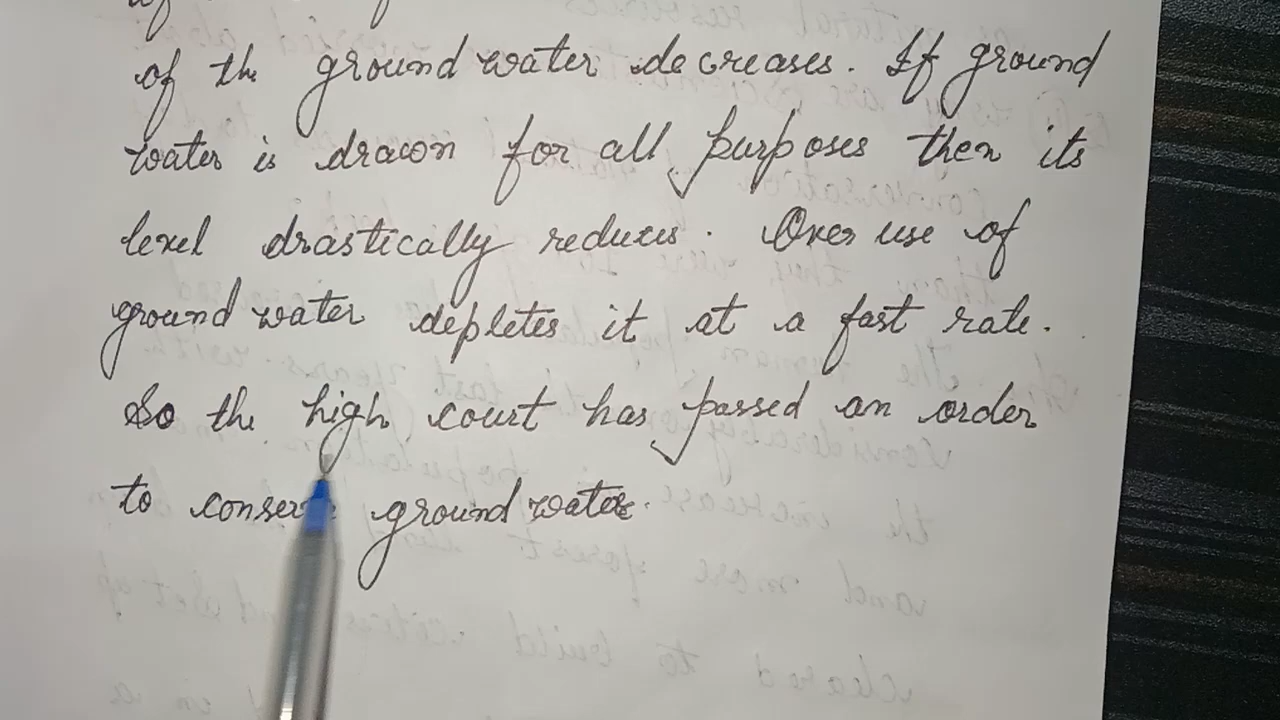 of the ground water decreases. If ground
water is drawn for all purposes then its
level drastically reduces. Over use of
ground water depletes it at a fast rate.
So the high court has passed an order
to ground water.